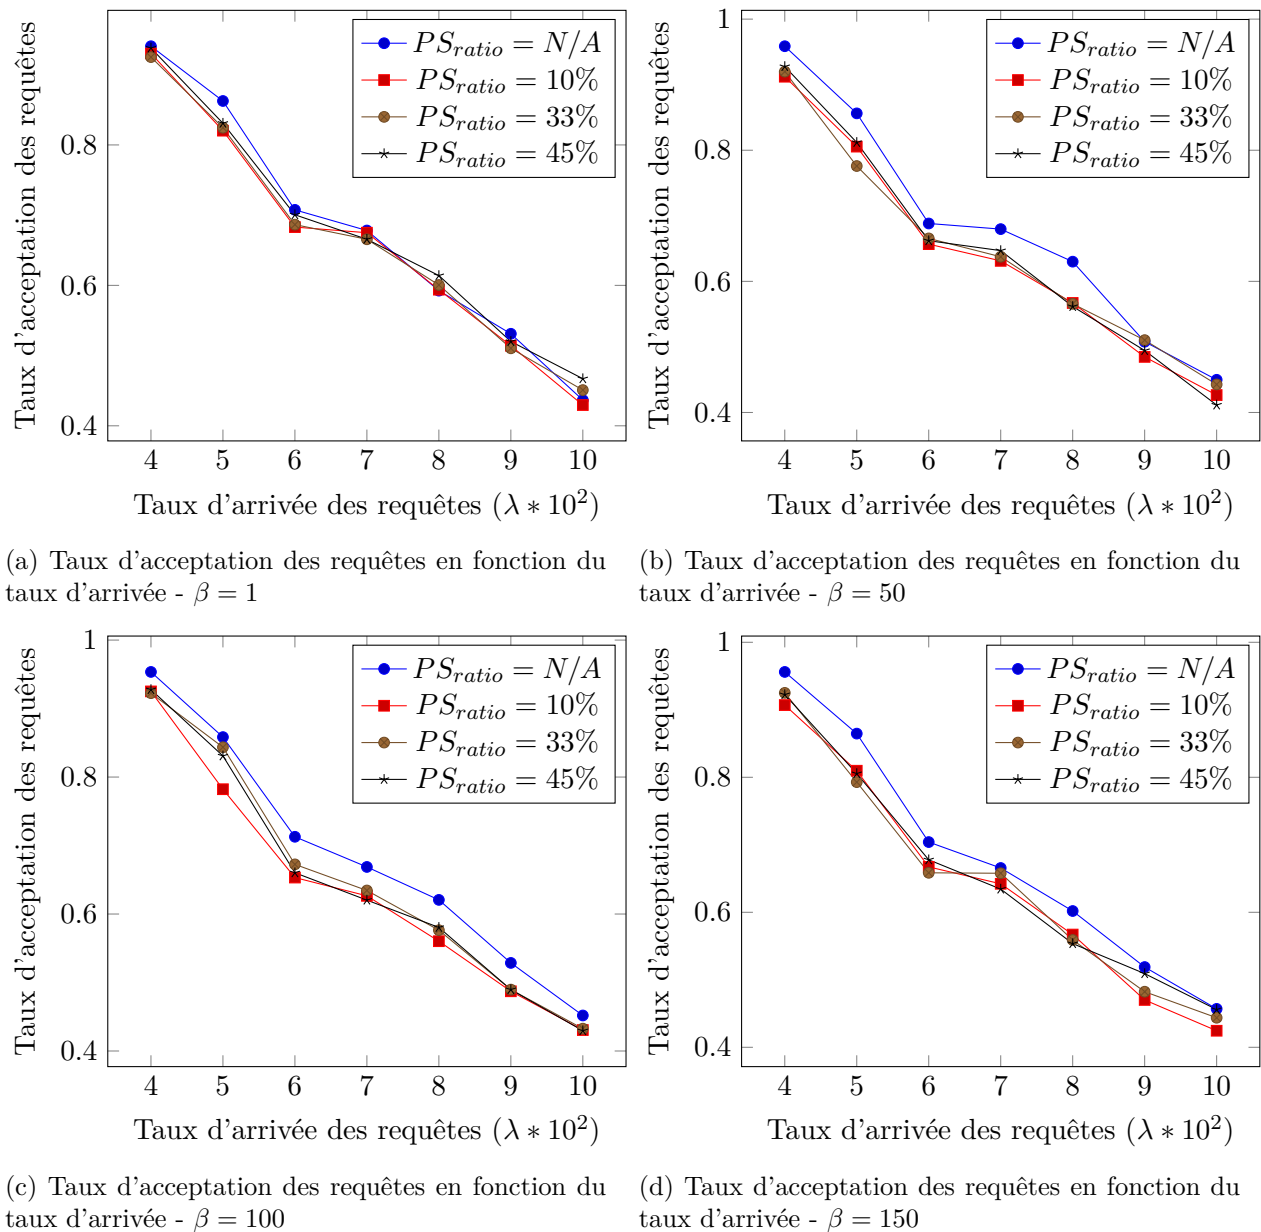 Taux d'acceptation des requêtes
0.8
0.6
0.4
PS_ratio = N/A
PS_ratio = 10%
PS_ratio = 33%
PS_ratio = 45%
4 5 6 7 8 9 10
Taux d'arrivée des requêtes (λ * 10²)
(a) Taux d'acceptation des requêtes en fonction du
taux d'arrivée - β = 1
Taux d'acceptation des requêtes
1
0.8
0.6
0.4
PS_ratio = N/A
PS_ratio = 10%
PS_ratio = 33%
PS_ratio = 45%
4 5 6 7 8 9 10
Taux d'arrivée des requêtes (λ * 10²)
(b) Taux d'acceptation des requêtes en fonction du
taux d'arrivée - β = 50
Taux d'acceptation des requêtes
1
0.8
0.6
0.4
PS_ratio = N/A
PS_ratio = 10%
PS_ratio = 33%
PS_ratio = 45%
4 5 6 7 8 9 10
Taux d'arrivée des requêtes (λ * 10²)
(c) Taux d'acceptation des requêtes en fonction du
taux d'arrivée - β = 100
Taux d'acceptation des requêtes
1
0.8
0.6
0.4
PS_ratio = N/A
PS_ratio = 10%
PS_ratio = 33%
PS_ratio = 45%
4 5 6 7 8 9 10
Taux d'arrivée des requêtes (λ * 10²)
(d) Taux d'acceptation des requêtes en fonction du
taux d'arrivée - β = 150